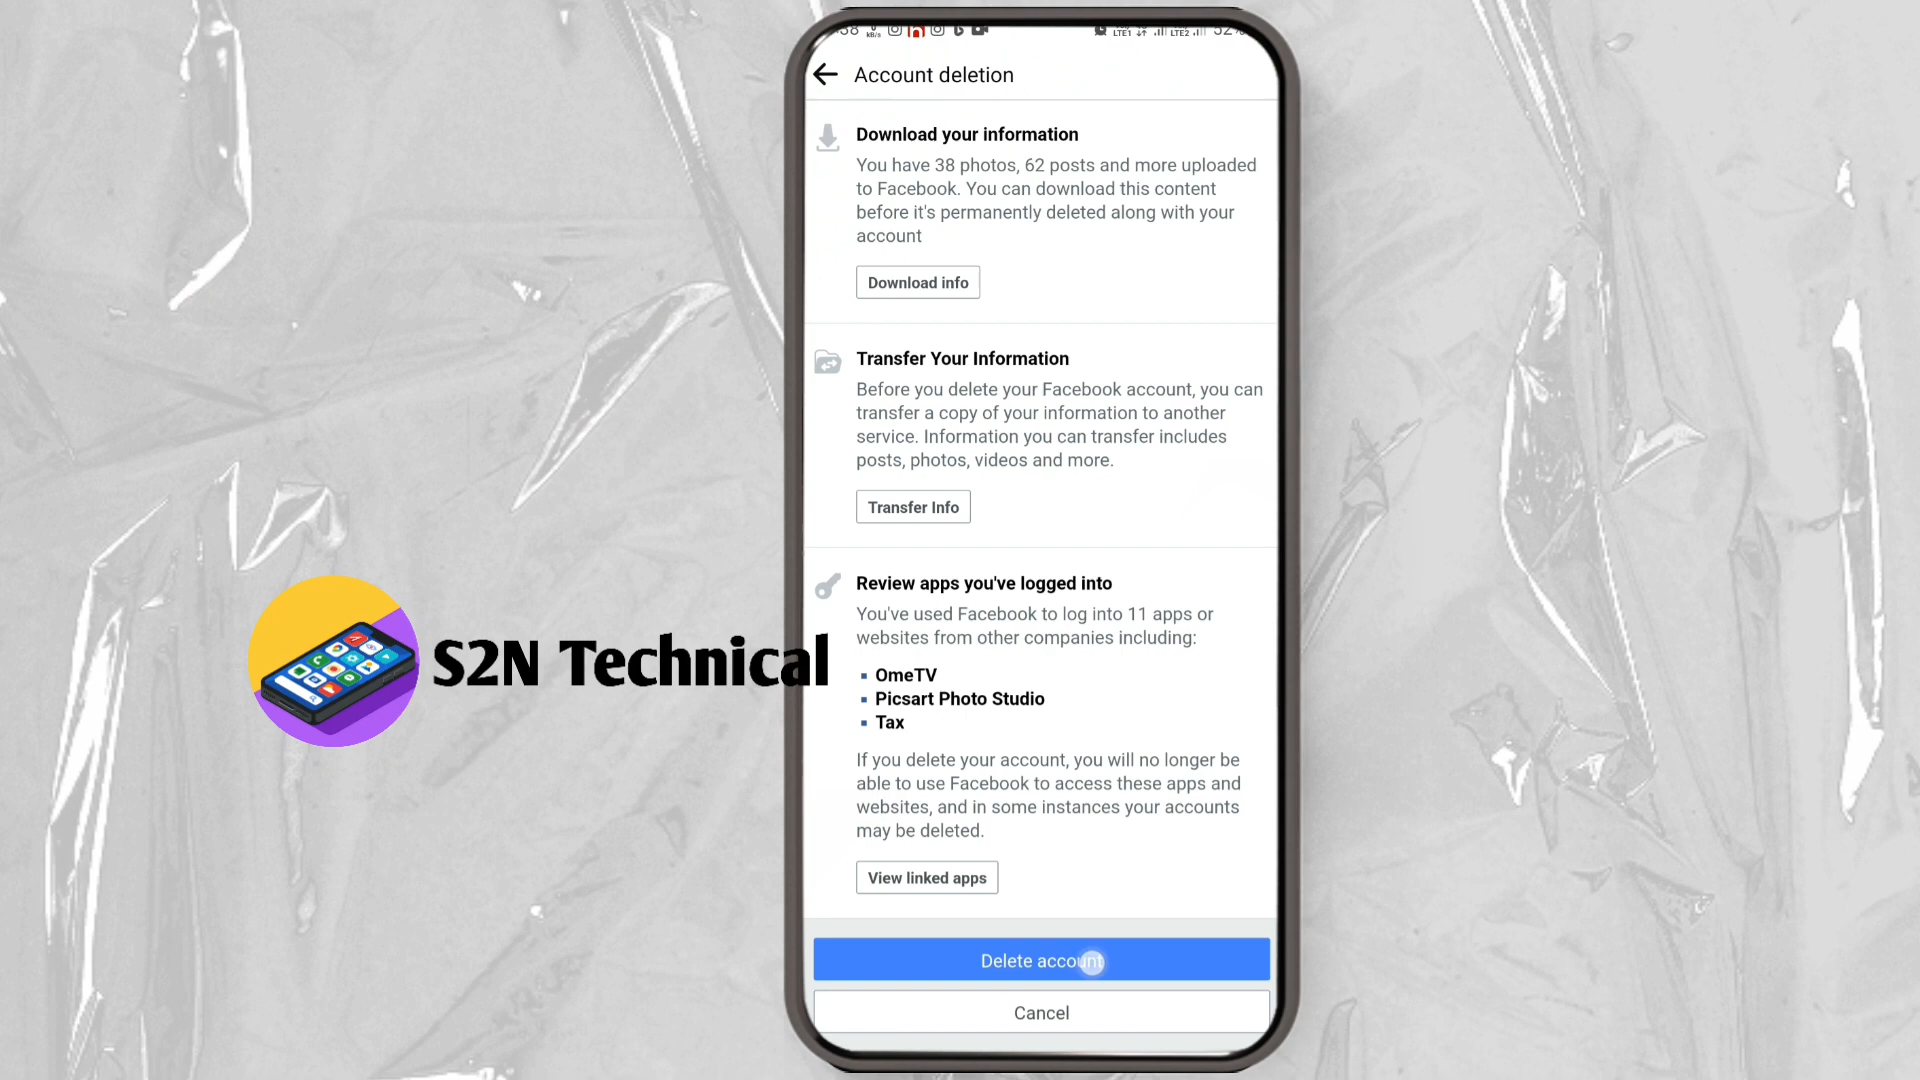 Account deletion
Download your information
You have 38 photos, 62 posts and more uploaded
to Facebook. You can download this content
before it's permanently deleted along with your
account
Download info
Transfer Your Information
Before you delete your Facebook account, you can
transfer a copy of your information to another
service. Information you can transfer includes
posts, photos, videos and more.
Transfer Info
Review apps you've logged into
You've used Facebook to log into 11 apps or
websites from other companies including:
OmeTV
Picsart Photo Studio
Tax
If you delete your account, you will no longer be
able to use Facebook to access these apps and
websites, and in some instances your accounts
may be deleted.
View linked apps
Delete account
Cancel
S2N Technical